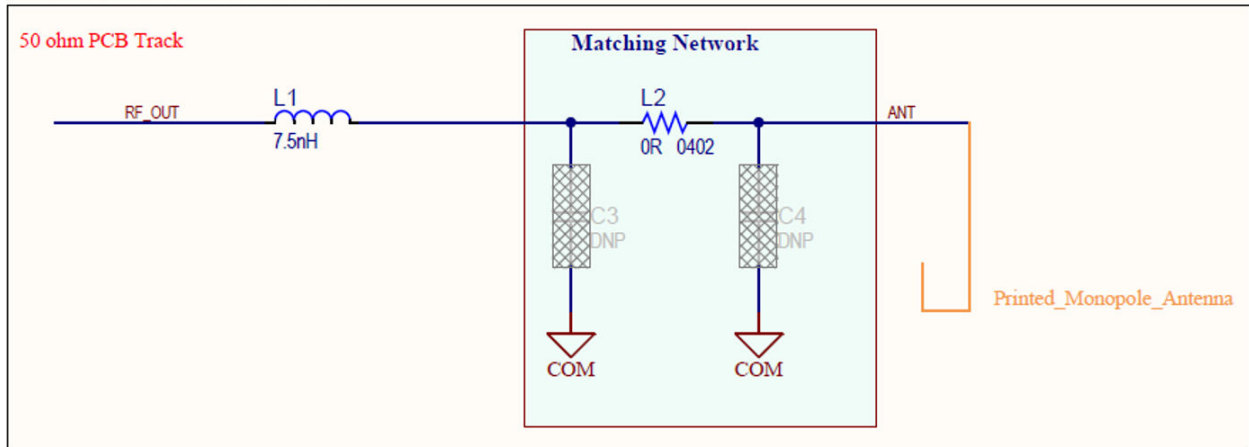 50 ohm PCB Track
Matching Network
L1
L2
RF_OUT
ANT
7.5nH
0R 0402
C3
C4
DNP
DNP
Printed_Monopole_Antenna
COM
COM